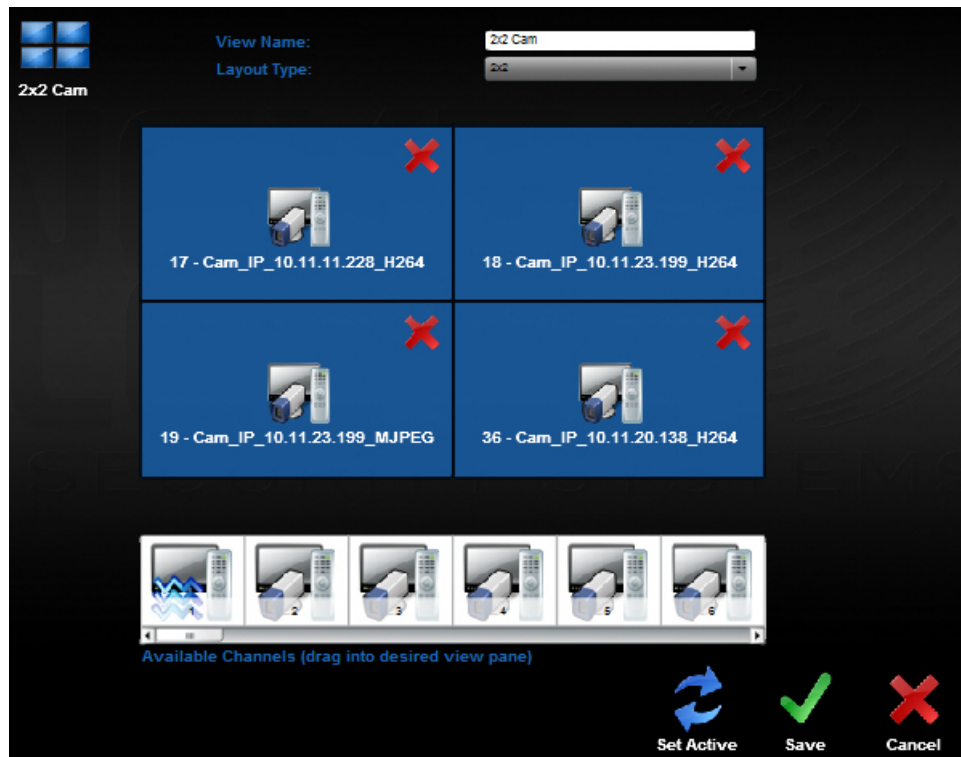 View Name:
2x2 Cam
Layout Type:
2x2
2x2 Cam
17 - Cam_IP_10.11.11.228_H264
18 - Cam_IP_10.11.23.199_H264
19 - Cam_IP_10.11.23.199_MJPEG
36 - Cam_IP_10.11.20.138_H264
1
2
3
4
5
6
Available Channels (drag into desired view pane)
Set Active
Save
Cancel